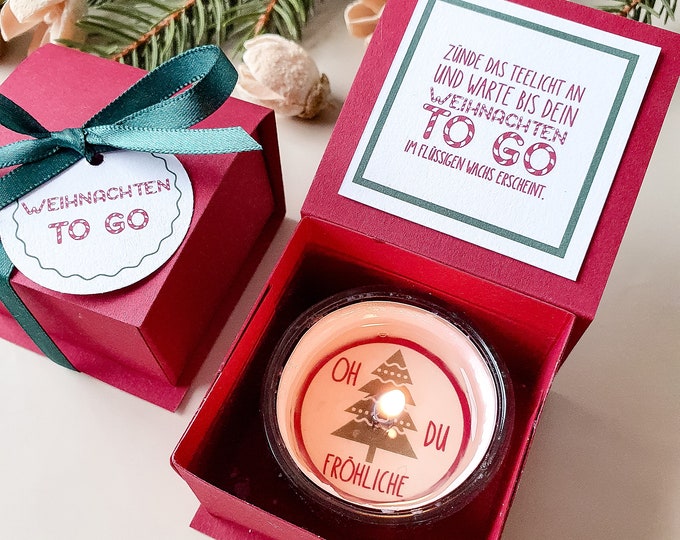 WEIHNACHTEN
TO GO
ZÜNDE DAS TEELICHT AN
UND WARTE BIS DEIN
WEIHNACHTEN
TO GO
IM FLÜSSIGEN WACHS ERSCHEINT.
OH
DU
FRÖHLICHE